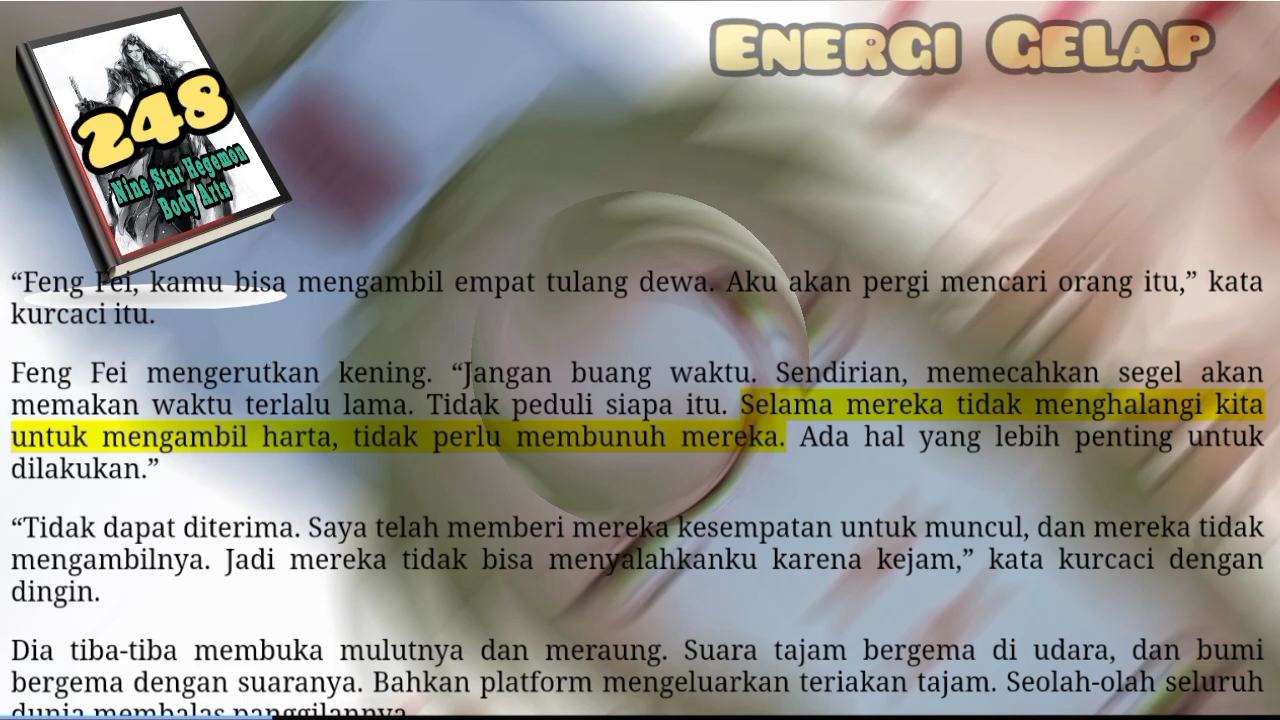 ENERGI GELAP
248
Nine Star Hegemon
Body Arts
“Feng Fei, kamu bisa mengambil empat tulang dewa. Aku akan pergi mencari orang itu,” kata
kurcaci itu.
Feng Fei mengerutkan kening. “Jangan buang waktu. Sendirian, memecahkan segel akan
memakan waktu terlalu lama. Tidak peduli siapa itu. Selama mereka tidak menghalangi kita
untuk mengambil harta, tidak perlu membunuh mereka. Ada hal yang lebih penting untuk
dilakukan.”
“Tidak dapat diterima. Saya telah memberi mereka kesempatan untuk muncul, dan mereka tidak
mengambilnya. Jadi mereka tidak bisa menyalahkanku karena kejam,” kata kurcaci dengan
dingin.
Dia tiba-tiba membuka mulutnya dan meraung. Suara tajam bergema di udara, dan bumi
bergema dengan suaranya. Bahkan platform mengeluarkan teriakan tajam. Seolah-olah seluruh
dunia membalas panggilannya.